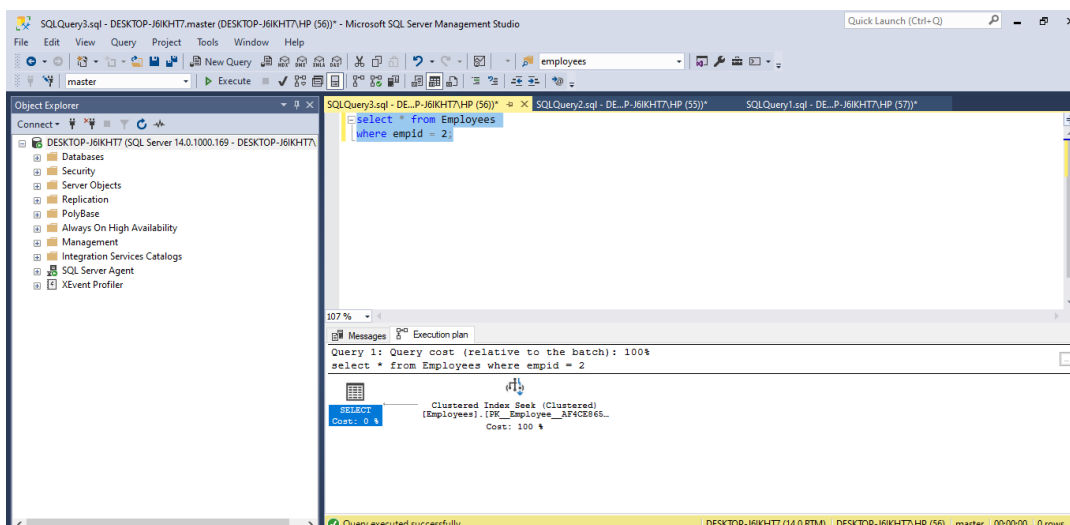 SQLQuery3.sql - DESKTOP-J6IKHT7.master (DESKTOP-J6IKHT7\HP (56))* - Microsoft SQL Server Management Studio
Quick Launch (Ctrl+Q)
File Edit View Query Project Tools Window Help
New Query
employees
master
Execute
Object Explorer
SQLQuery3.sql - DE...P-J6IKHT7\HP (56))*
SQLQuery2.sql - DE...P-J6IKHT7\HP (55))*
SQLQuery1.sql - DE...P-J6IKHT7\HP (57))*
Connect
DESKTOP-J6IKHT7 (SQL Server 14.0.1000.169 - DESKTOP-J6IKHT7\
Databases
Security
Server Objects
Replication
PolyBase
Always On High Availability
Management
Integration Services Catalogs
SQL Server Agent
XEvent Profiler
select * from Employees
where empid = 2;
107 %
Messages Execution plan
Query 1: Query cost (relative to the batch): 100%
select * from Employees where empid = 2
SELECT
Cost: 0 %
Clustered Index Seek (Clustered)
[Employees].[PK__Employee__AF4CE865…
Cost: 100 %
Query executed successfully
DESKTOP-J6IKHT7 (14.0 RTM) DESKTOP-J6IKHT7\HP (56) master 00:00:00 0 rows